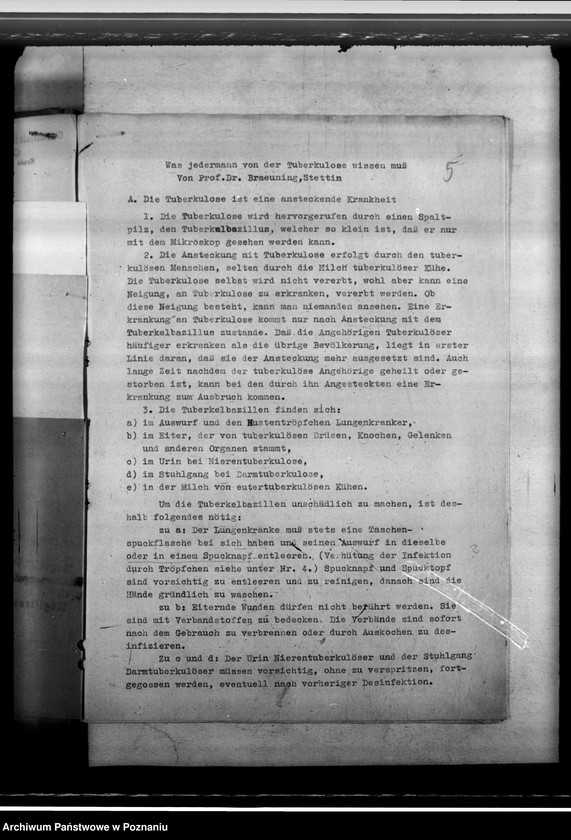 Was jedermann von der Tuberkulose wissen muß
Von Prof.Dr. Braeuning,Stettin
5
A. Die Tuberkulose ist eine ansteckende Krankheit
1. Die Tuberkulose wird hervorgerufen durch einen Spalt-
pilz, den Tuberkelbazillus, welcher so klein ist, daß er nur
mit dem Mikroskop gesehen werden kann.
2. Die Ansteckung mit Tuberkulose erfolgt durch den tuber-
kulösen Menschen, selten durch die Milch tuberkulöser Kühe.
Die Tuberkulose selbst wird nicht vererbt, wohl aber kann eine
Neigung, an Tuberkulose zu erkranken, vererbt werden. Ob
diese Neigung besteht, kann man niemanden ansehen. Eine Er-
krankung an Tuberkulose kommt nur nach Ansteckung mit dem
Tuberkelbazillus zustande. Daß die Angehörigen Tuberkulöser
häufiger erkranken als die übrige Bevölkerung, liegt in erster
Linie daran, daß sie der Ansteckung mehr ausgesetzt sind. Auch
lange Zeit nachdem der tuberkulöse Angehörige geheilt oder ge-
storben ist, kann bei den durch ihn Angesteckten eine Er-
krankung zum Ausbruch kommen.
3. Die Tuberkelbazillen finden sich:
a) im Auswurf und den Hustentröpfchen Lungenkranker,
b) im Eiter, der von tuberkulösen Drüsen, Knochen, Gelenken
und anderen Organen stammt,
c) im Urin bei Nierentuberkulose,
d) im Stuhlgang bei Darmtuberkulose,
e) in der Milch von eutertuberkulösen Kühen.
Um die Tuberkelbazillen unschädlich zu machen, ist des-
halb folgendes nötig:
zu a: Der Lungenkranke muß stets eine Taschen-
spuckflasche bei sich haben und seinen Auswurf in dieselbe
oder in einem Spucknapf entleeren. (Verhütung der Infektion
durch Tröpfchen siehe unter Nr. 4.) Spucknapf und Spucktopf
sind vorsichtig zu entleeren und zu reinigen, danach sind die
Hände gründlich zu waschen.
zu b: Eiternde Wunden dürfen nicht berührt werden. Sie
sind mit Verbandstoffen zu bedecken. Die Verbände sind sofort
nach dem Gebrauch zu verbrennen oder durch Auskochen zu des-
infizieren.
Zu c und d: Der Urin Nierentuberkulöser und der Stuhlgang
Darmtuberkulöser müssen vorsichtig, ohne zu verspritzen, fort-
gegossen werden, eventuell nach vorheriger Desinfektion.
Archiwum Państwowe w Poznaniu